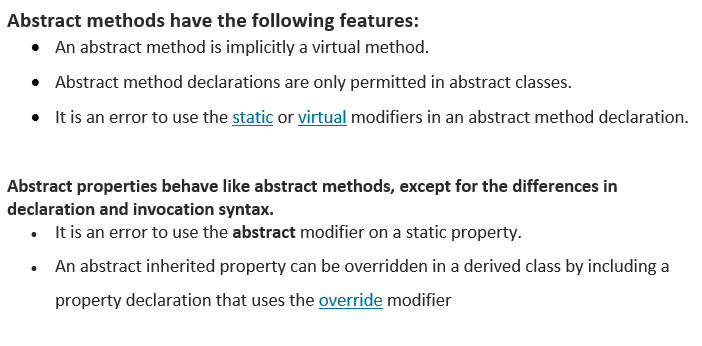 Abstract methods have the following features:
• An abstract method is implicitly a virtual method.
• Abstract method declarations are only permitted in abstract classes.
• It is an error to use the static or virtual modifiers in an abstract method declaration.
Abstract properties behave like abstract methods, except for the differences in
declaration and invocation syntax.
• It is an error to use the abstract modifier on a static property.
• An abstract inherited property can be overridden in a derived class by including a
property declaration that uses the override modifier